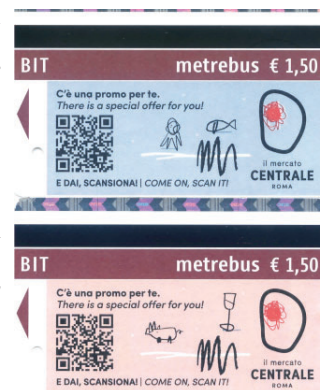 BIT metrebus € 1,50
C'è una promo per te.
There is a special offer for you!
il mercato
CENTRALE
ROMA
E DAI, SCANSIONA! | COME ON, SCAN IT!
BIT metrebus € 1,50
C'è una promo per te.
There is a special offer for you!
il mercato
CENTRALE
ROMA
E DAI, SCANSIONA! | COME ON, SCAN IT!